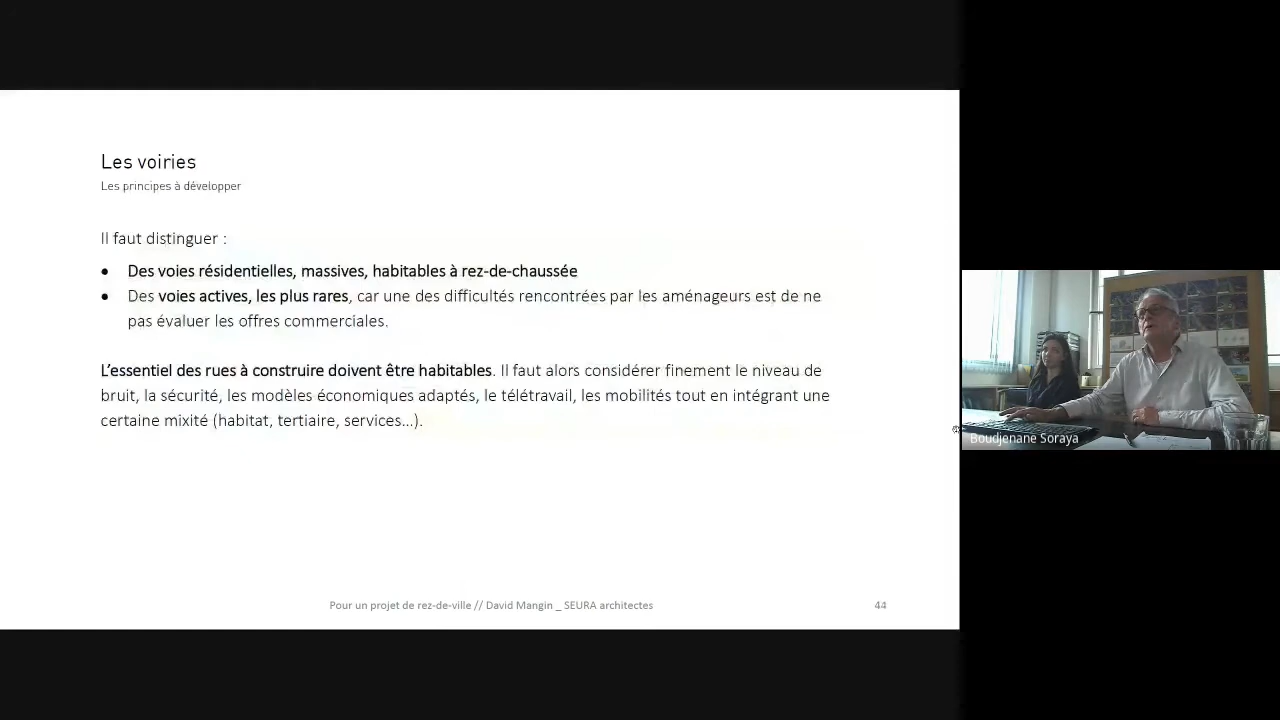 Les voiries
Les principes à développer
Il faut distinguer :
• Des voies résidentielles, massives, habitables à rez-de-chaussée
• Des voies actives, les plus rares, car une des difficultés rencontrées par les aménageurs est de ne
pas évaluer les offres commerciales.
L'essentiel des rues à construire doivent être habitables. Il faut alors considérer finement le niveau de
bruit, la sécurité, les modèles économiques adaptés, le télétravail, les mobilités tout en intégrant une
certaine mixité (habitat, tertiaire, services...).
Pour un projet de rez-de-ville // David Mangin _ SEURA architectes
44
Boudjenane Soraya